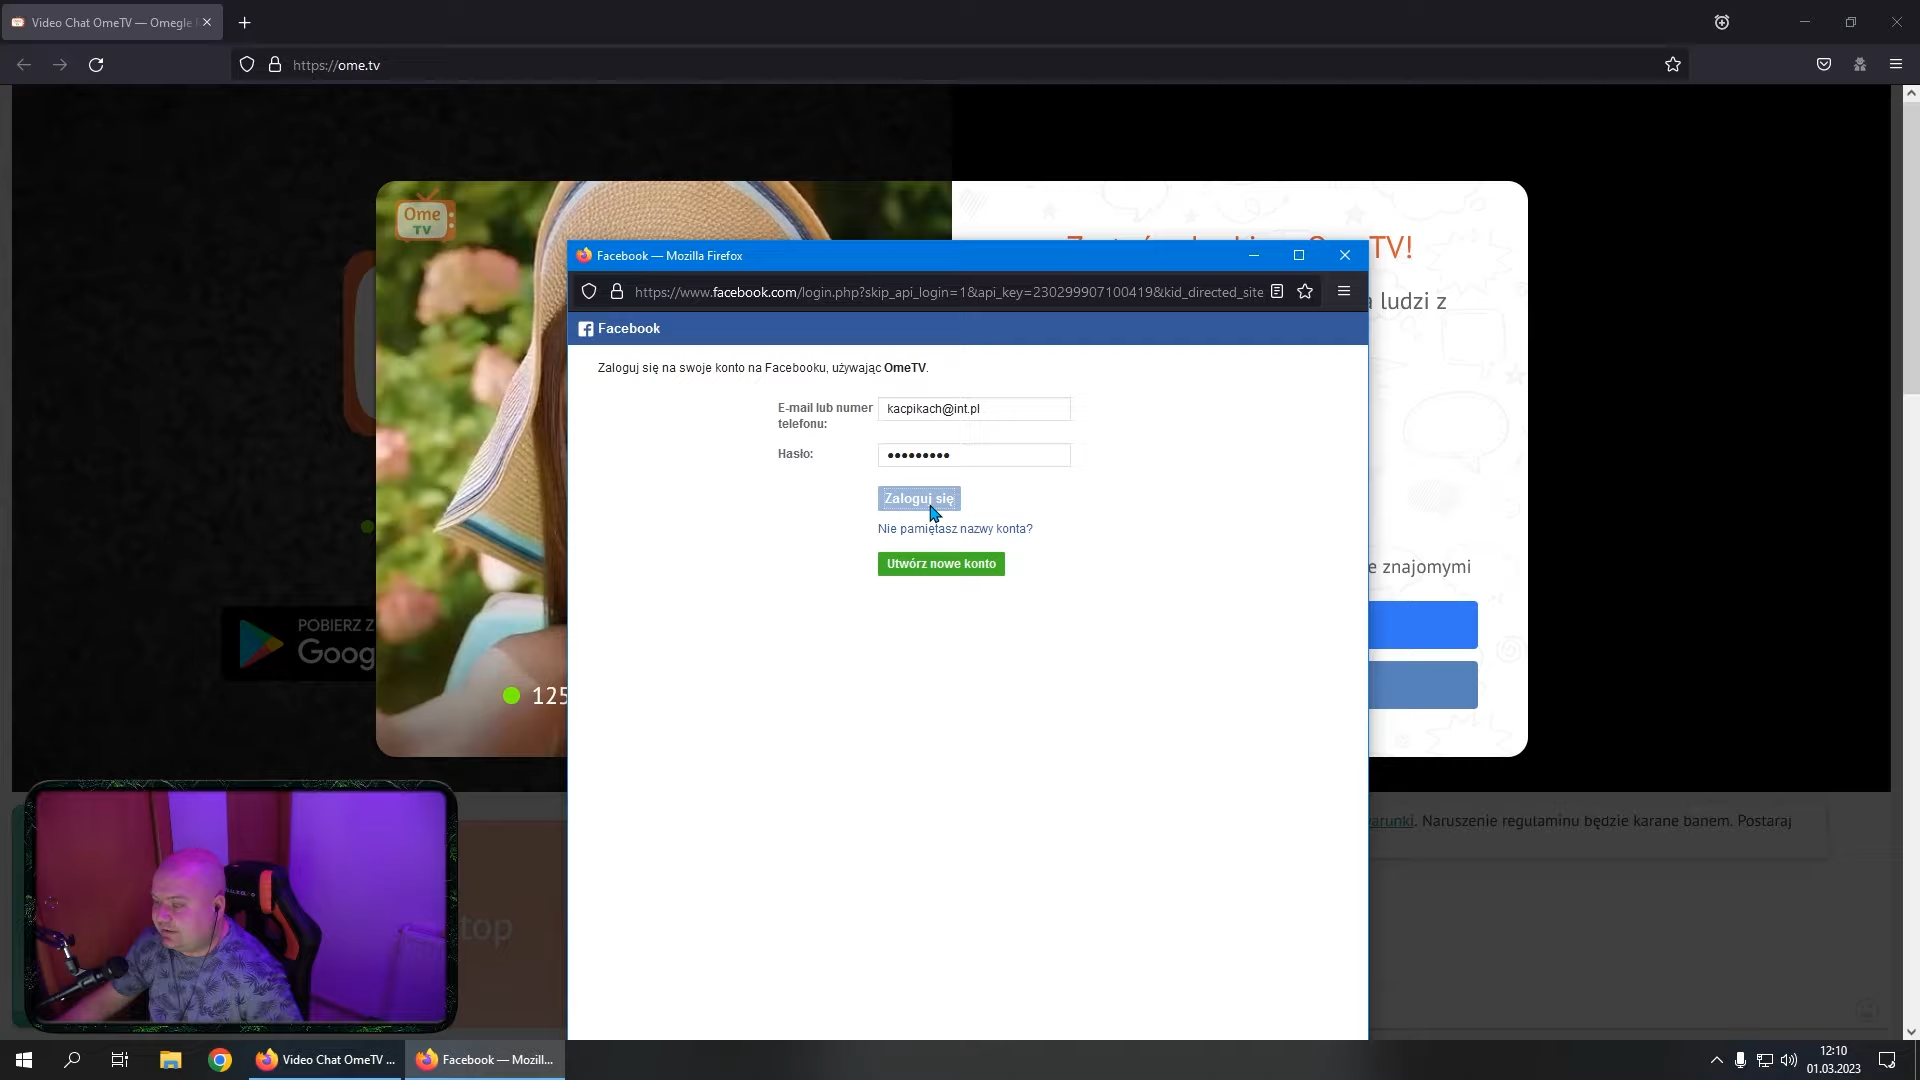 Video Chat OmeTV — Omegle
https://ome.tv
Ome
TV
TV!
ludzi z
Facebook — Mozilla Firefox
https://www.facebook.com/login.php?skip_api_login=1&api_key=230299907100419&kid_directed_site
Facebook
Zaloguj się na swoje konto na Facebooku, używając OmeTV.
E-mail lub numer
telefonu:
kacpikach@int.pl
Hasło:
•••••••••
Zaloguj się
Nie pamiętasz nazwy konta?
Utwórz nowe konto
e znajomymi
POBIERZ Z
Goog
125
arunki. Naruszenie regulaminu będzie karane banem. Postaraj
top
Video Chat OmeTV ...
Facebook — Mozill...
12:10
01.03.2023